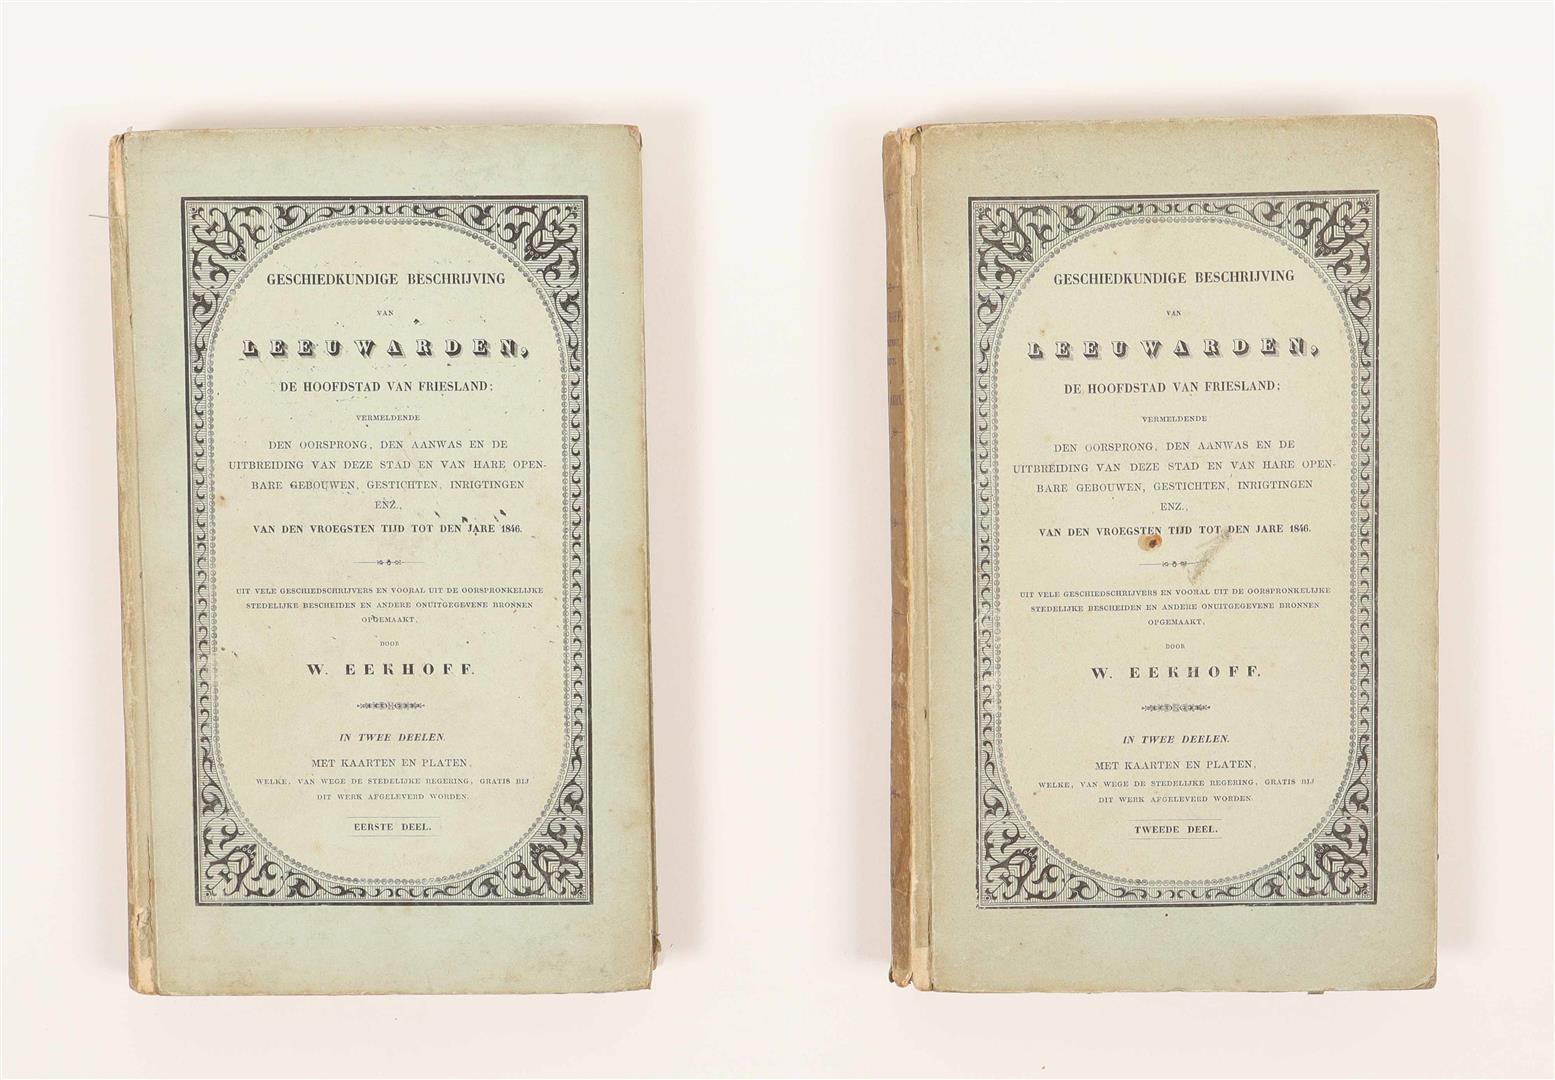 GESCHIEDKUNDIGE BESCHRIJVING
VAN
LEEUWARDEN,
DE HOOFDSTAD VAN FRIESLAND;
VERMELDENDE
DEN OORSPRONG, DEN AANWAS EN DE
UITBREIDING VAN DEZE STAD EN VAN HARE OPEN-
BARE GEBOUWEN, GESTICHTEN, INRIGTINGEN
ENZ.,
VAN DEN VROEGSTEN TIJD TOT DEN JARE 1846.
UIT VELE GESCHIEDSCHRIJVERS EN VOORAL UIT DE OORSPRONKELIJKE
STEDELIJKE BESCHEIDEN EN ANDERE ONUITGEGEVENE BRONNEN
OPGEMAAKT,
DOOR
W. EEKHOFF.
IN TWEE DEELEN.
MET KAARTEN EN PLATEN,
WELKE, VAN WEGE DE STEDELIJKE REGERING, GRATIS BIJ
DIT WERK AFGELEVERD WORDEN.
EERSTE DEEL.
GESCHIEDKUNDIGE BESCHRIJVING
VAN
LEEUWARDEN,
DE HOOFDSTAD VAN FRIESLAND;
VERMELDENDE
DEN OORSPRONG, DEN AANWAS EN DE
UITBREIDING VAN DEZE STAD EN VAN HARE OPEN-
BARE GEBOUWEN, GESTICHTEN, INRIGTINGEN
ENZ.,
VAN DEN VROEGSTEN TIJD TOT DEN JARE 1846.
UIT VELE GESCHIEDSCHRIJVERS EN VOORAL UIT DE OORSPRONKELIJKE
STEDELIJKE BESCHEIDEN EN ANDERE ONUITGEGEVENE BRONNEN
OPGEMAAKT,
DOOR
W. EEKHOFF.
IN TWEE DEELEN.
MET KAARTEN EN PLATEN,
WELKE, VAN WEGE DE STEDELIJKE REGERING, GRATIS BIJ
DIT WERK AFGELEVERD WORDEN.
TWEEDE DEEL.